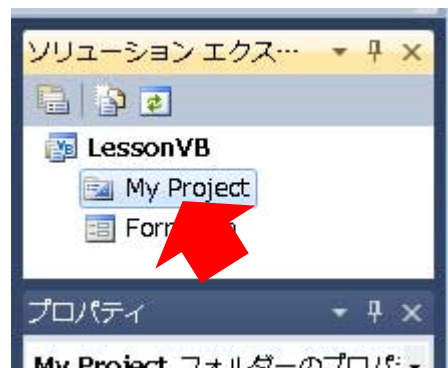 ソリューション エクス…
LessonVB
My Project
For
プロパティ
My Project フォルダーのプロパ